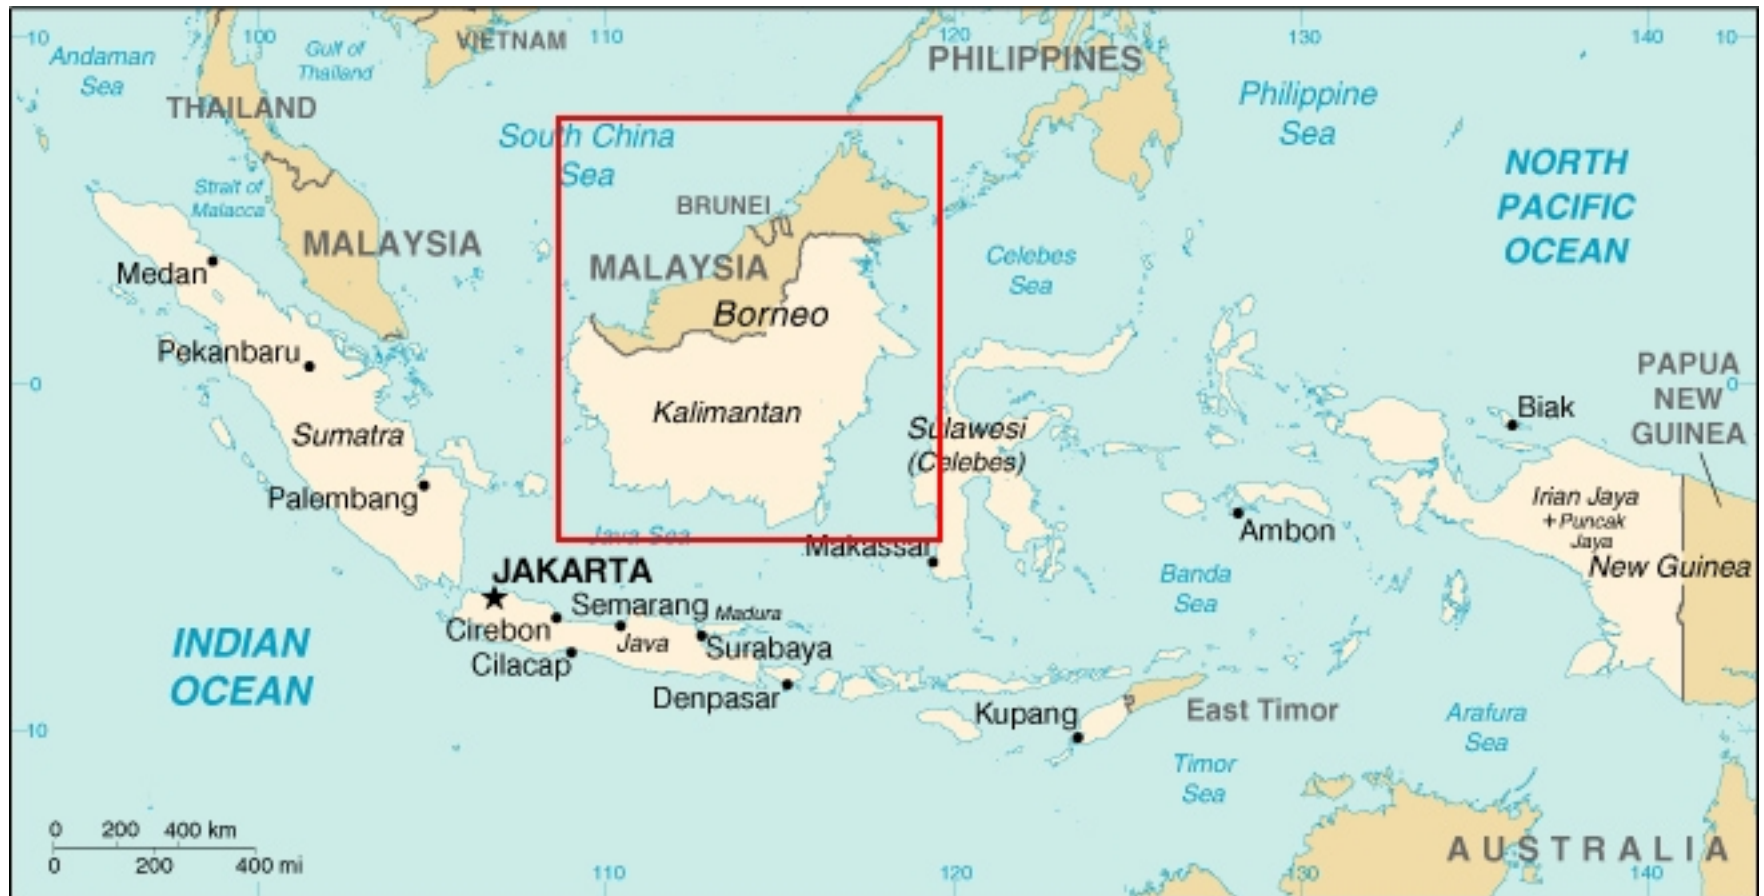 10 100 110 120 130 140 10
Andaman
Sea
Gulf of
Thailand
VIETNAM
PHILIPPINES
Philippine
Sea
THAILAND
South China
Sea
NORTH
PACIFIC
OCEAN
Strait of
Malacca
BRUNEI
MALAYSIA
MALAYSIA
Celebes
Sea
Medan
Borneo
Pekanbaru
PAPUA
NEW
GUINEA
0
0
Kalimantan
Biak
Sumatra
Sulawesi
(Celebes)
Palembang
Irian Jaya
+ Puncak
Jaya
Ambon
Java Sea
Makassar
New Guinea
JAKARTA
Banda
Sea
Semarang
Madura
Cirebon
Java
Surabaya
INDIAN
OCEAN
Cilacap
Denpasar
Kupang
East Timor
Arafura
Sea
10
Timor
Sea
0 200 400 km
0 200 400 mi
AUSTRALIA
110 120 130 140